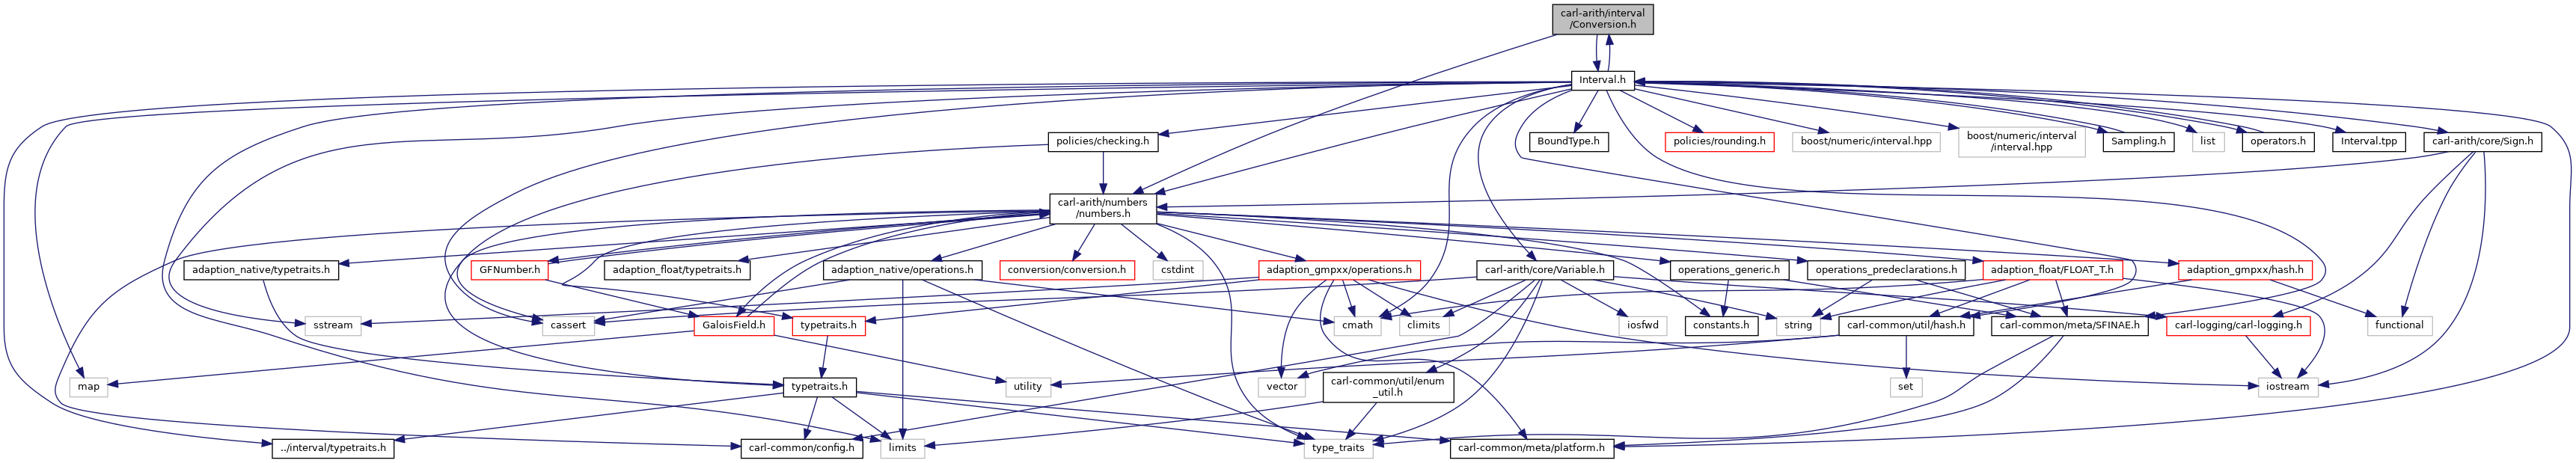 carl-arith/interval
/Conversion.h
Interval.h
policies/checking.h
BoundType.h
policies/rounding.h
boost/numeric/interval.hpp
boost/numeric/interval
/interval.hpp
Sampling.h
list
operators.h
Interval.tpp
carl-arith/core/Sign.h
carl-arith/numbers
/numbers.h
adaption_native/typetraits.h
GFNumber.h
adaption_float/typetraits.h
adaption_native/operations.h
conversion/conversion.h
cstdint
adaption_gmpxx/operations.h
carl-arith/core/Variable.h
operations_generic.h
operations_predeclarations.h
adaption_float/FLOAT_T.h
adaption_gmpxx/hash.h
sstream
cassert
GaloisField.h
typetraits.h
cmath
climits
iosfwd
constants.h
string
carl-common/util/hash.h
carl-common/meta/SFINAE.h
carl-logging/carl-logging.h
functional
map
typetraits.h
utility
vector
carl-common/util/enum
_util.h
set
iostream
../interval/typetraits.h
carl-common/config.h
limits
type_traits
carl-common/meta/platform.h